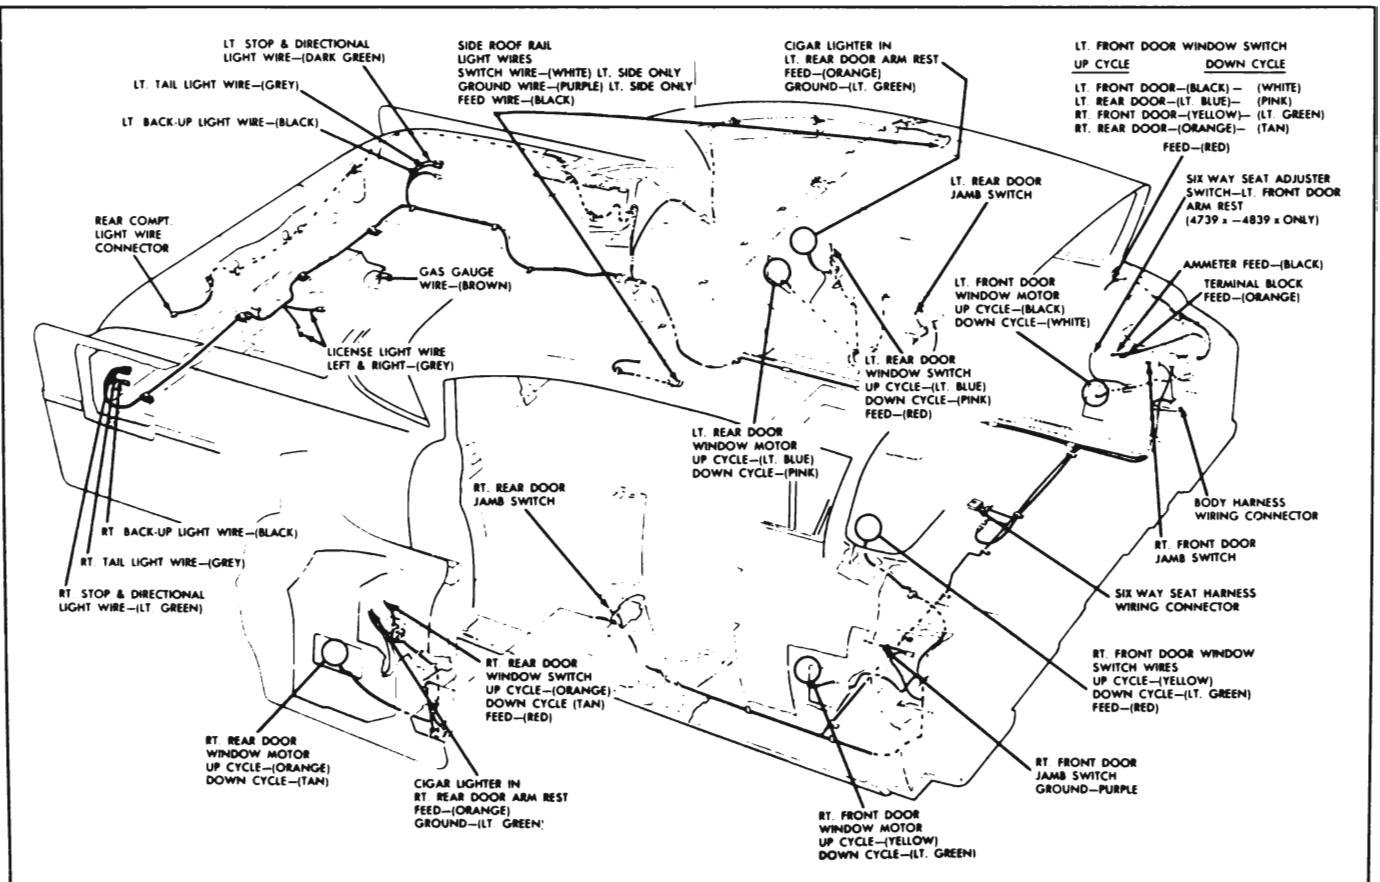 LT STOP & DIRECTIONAL
LIGHT WIRE—(DARK GREEN)
LT. TAIL LIGHT WIRE—(GREY)
LT BACK-UP LIGHT WIRE—(BLACK)
SIDE ROOF RAIL
LIGHT WIRES
SWITCH WIRE—(WHITE) LT. SIDE ONLY
GROUND WIRE—(PURPLE) LT. SIDE ONLY
FEED WIRE—(BLACK)
CIGAR LIGHTER IN
LT. REAR DOOR ARM REST
FEED—(ORANGE)
GROUND—(LT. GREEN)
LT. FRONT DOOR WINDOW SWITCH
UP CYCLE DOWN CYCLE
LT. FRONT DOOR—(BLACK) — (WHITE)
LT. REAR DOOR—(LT. BLUE)— (PINK)
RT. FRONT DOOR—(YELLOW)— (LT. GREEN)
RT. REAR DOOR—(ORANGE)— (TAN)
FEED—(RED)
SIX WAY SEAT ADJUSTER
SWITCH—LT. FRONT DOOR
ARM REST
(4739 x —4839 x ONLY)
LT. REAR DOOR
JAMB SWITCH
REAR COMPT.
LIGHT WIRE
CONNECTOR
GAS GAUGE
WIRE—(BROWN)
AMMETER FEED—(BLACK)
TERMINAL BLOCK
FEED—(ORANGE)
LT. FRONT DOOR
WINDOW MOTOR
UP CYCLE—(BLACK)
DOWN CYCLE—(WHITE)
LICENSE LIGHT WIRE
LEFT & RIGHT—(GREY)
LT. REAR DOOR
WINDOW SWITCH
UP CYCLE—(LT. BLUE)
DOWN CYCLE—(PINK)
FEED—(RED)
LT. REAR DOOR
WINDOW MOTOR
UP CYCLE—(LT. BLUE)
DOWN CYCLE—(PINK)
RT. REAR DOOR
JAMB SWITCH
BODY HARNESS
WIRING CONNECTOR
RT. FRONT DOOR
JAMB SWITCH
RT. BACK-UP LIGHT WIRE—(BLACK)
RT. TAIL LIGHT WIRE—(GREY)
RT. STOP & DIRECTIONAL
LIGHT WIRE—(LT. GREEN)
SIX WAY SEAT HARNESS
WIRING CONNECTOR
RT. REAR DOOR
WINDOW SWITCH
UP CYCLE—(ORANGE)
DOWN CYCLE (TAN)
FEED—(RED)
RT. FRONT DOOR WINDOW
SWITCH WIRES
UP CYCLE—(YELLOW)
DOWN CYCLE—(LT. GREEN)
FEED—(RED)
RT. REAR DOOR
WINDOW MOTOR
UP CYCLE—(ORANGE)
DOWN CYCLE—(TAN)
CIGAR LIGHTER IN
RT. REAR DOOR ARM REST
FEED—(ORANGE)
GROUND—(LT. GREEN)
RT. FRONT DOOR
JAMB SWITCH
GROUND—PURPLE
RT. FRONT DOOR
WINDOW MOTOR
UP CYCLE—(YELLOW)
DOWN CYCLE—(LT. GREEN)